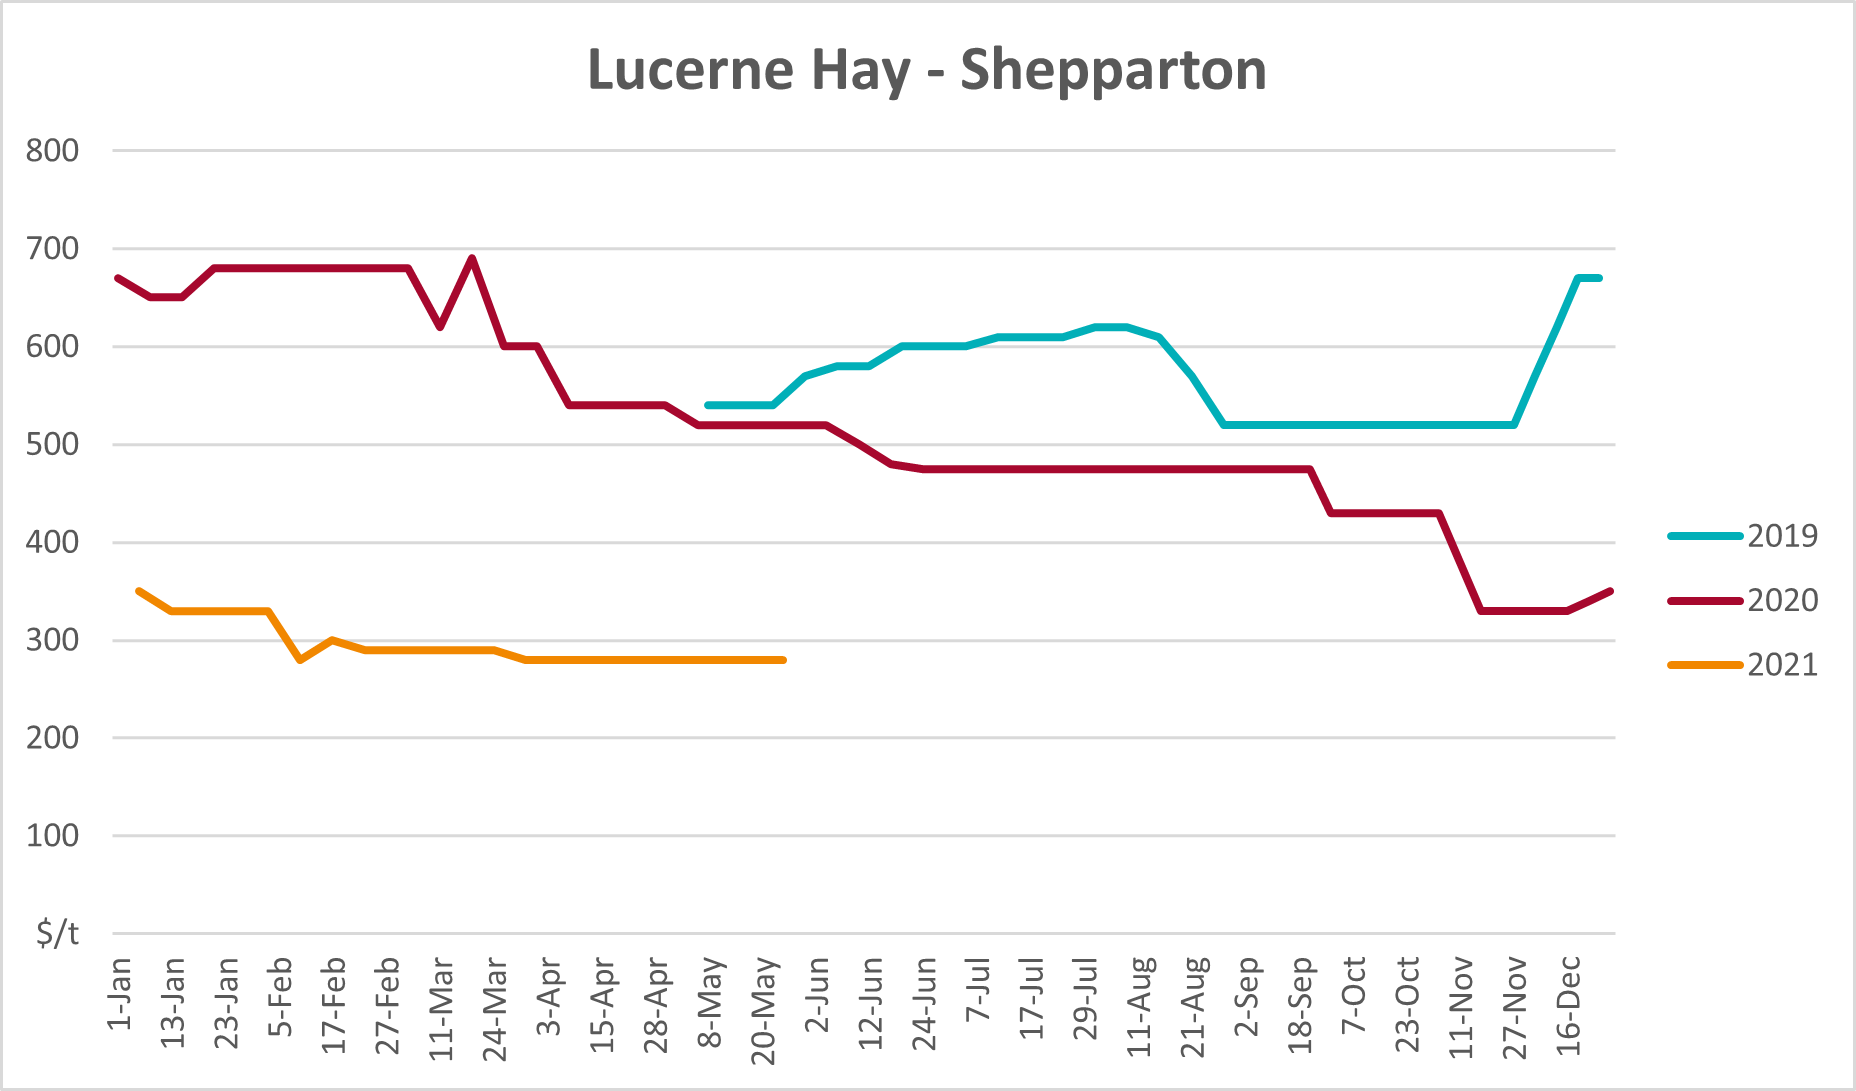 Lucerne Hay - Shepparton
800
700
600
500
400
300
200
100
$/t
1-Jan
13-Jan
23-Jan
5-Feb
17-Feb
27-Feb
11-Mar
24-Mar
3-Apr
15-Apr
28-Apr
8-May
20-May
2-Jun
12-Jun
24-Jun
7-Jul
17-Jul
29-Jul
11-Aug
21-Aug
2-Sep
18-Sep
7-Oct
23-Oct
11-Nov
27-Nov
16-Dec
2019
2020
2021